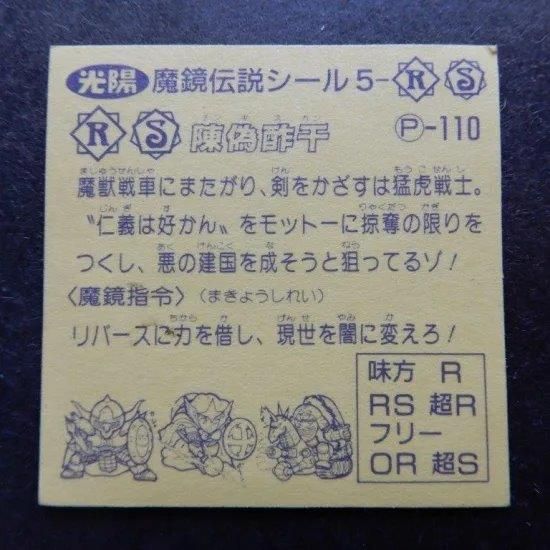 光陽 魔鏡伝説シール5-R S
R S 陳偽酢干 P-110
魔獣戦車にまたがり、剣をかざすは猛虎戦士。
“仁義は好かん”をモットーに掠奪の限りを
つくし、悪の建国を成そうと狙ってるゾ!
〈魔鏡指令〉(まきょうしれい)
リバースに力を借し、現世を闇に変えろ!
味方 R
RS 超R
フリー
OR 超S